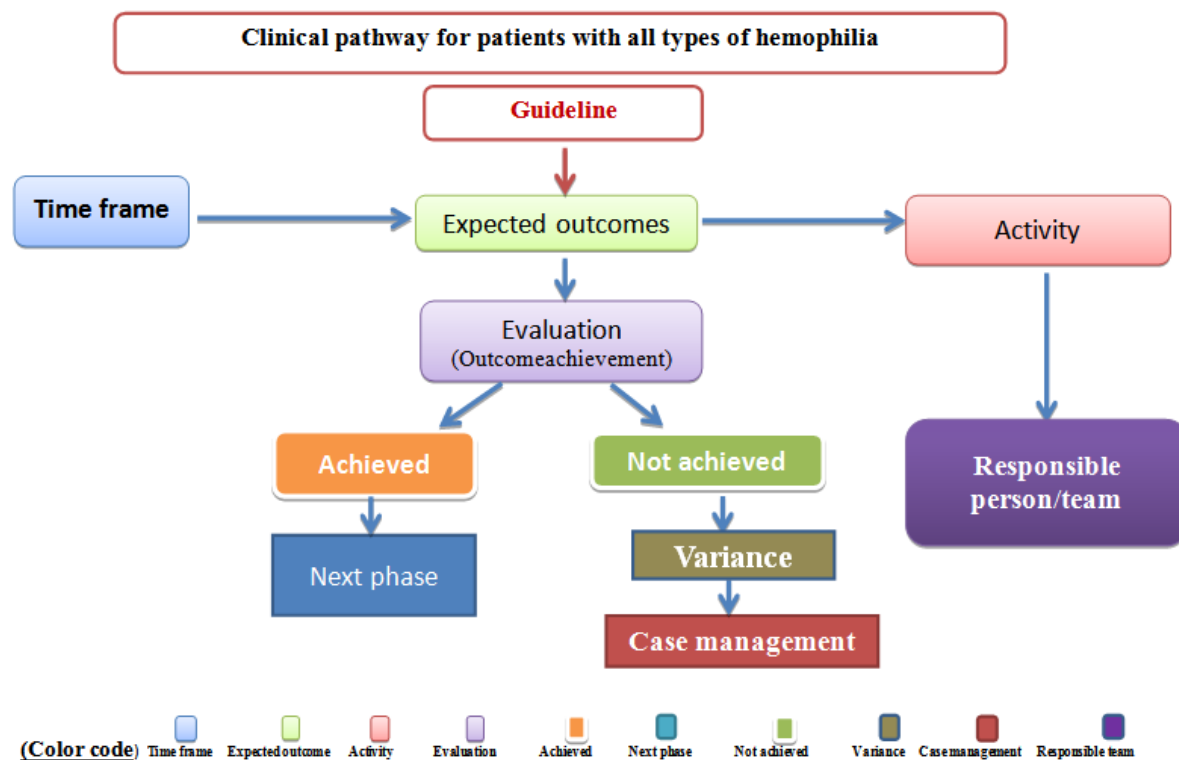 Clinical pathway for patients with all types of hemophilia
Guideline
Time frame
Expected outcomes
Activity
Evaluation
(Outcomeachievement)
Achieved
Not achieved
Responsible
person/team
Next phase
Variance
Case management
(Color code) Time frame Expected outcome Activity Evaluation Achieved Next phase Not achieved Variance Case management Responsible team